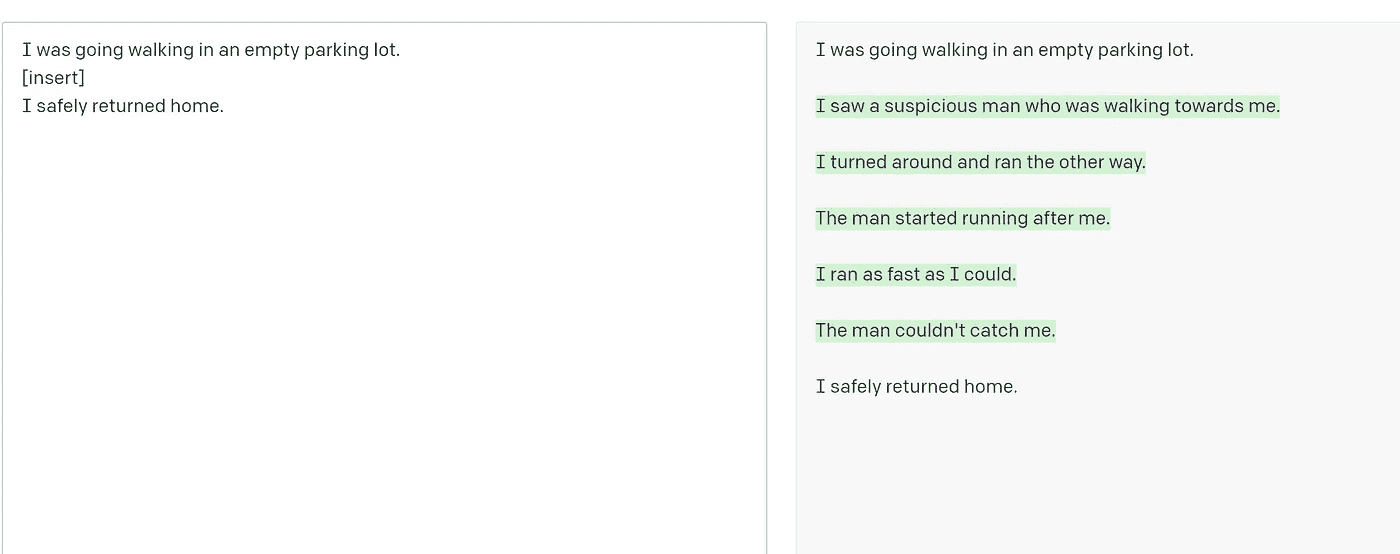 I was going walking in an empty parking lot.
[insert]
I safely returned home.
I was going walking in an empty parking lot.
I saw a suspicious man who was walking towards me.
I turned around and ran the other way.
The man started running after me.
I ran as fast as I could.
The man couldn't catch me.
I safely returned home.